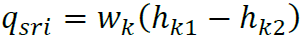 q_{sri} = w_k(h_{k1} − h_{k2})